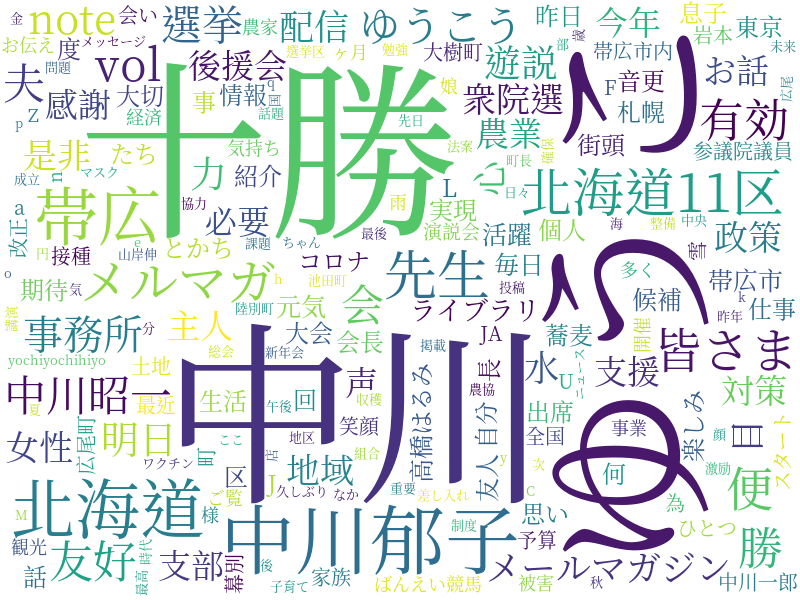 金
会い
農家
選挙
配信
ゆうこう
昨日
今年
息子
岩本
東京
note
お伝え
度
メッセージ
vol
後援会
選挙区
ヶ月
勉強
大樹町
部
歳
帯広市内
未来
夫
感謝
大切
事
情報
問題
q
国
話題
娘
遊説
F
音更
お話
広尾
p
Z
経済
十勝
先日
衆院選
札幌
有効
り
是非
たち
力
気持ち
農業
法案
確保
街頭
参議院議員
成立
マスク
n
紹介
L
心
町長
北海道11区
改正
a
帯広
協力
実現
日々
接種
山岸伸
e
必要
演説会
活躍
個人
海
整備
中央
政策
とかち
課題
ちゃん
最後
円
コロナ
先生
毎日
ら
多く
雪
帯広市
o
期待
気
メルマガ
h
池田町
投稿
k
昨年
講演
事務所
分
主人
陸別町
元気
会
ライブラリ
候補
仕事
総会
大会
会長
掲載
JA
蕎麦
開催
yochiyochihiyo
新年会
中川
農協
長
水
ニュース
皆さま
中川昭一
土地
声
収穫
高橋はるみ
U
支援
対策
夏
最近
生活
午後
回
笑顔
自分
出席
楽しみ
女性
広尾町
明日
ここ
地区
組合
友人
全国
事業
目
顔
スタート
ワクチン
町
店
地域
y
次
ゆ
何
激励
北海道
区
J
久しぶり
なか
重要
差し入れ
C
為
便
M
様
ご覧
中川郁子
制度
思い
ひとつ
観光
友好
時代
最高
支部
幕別
後
予算
勝
話
子育て
家族
ばんえい競馬
メールマガジン
被害
秋
中川一郎